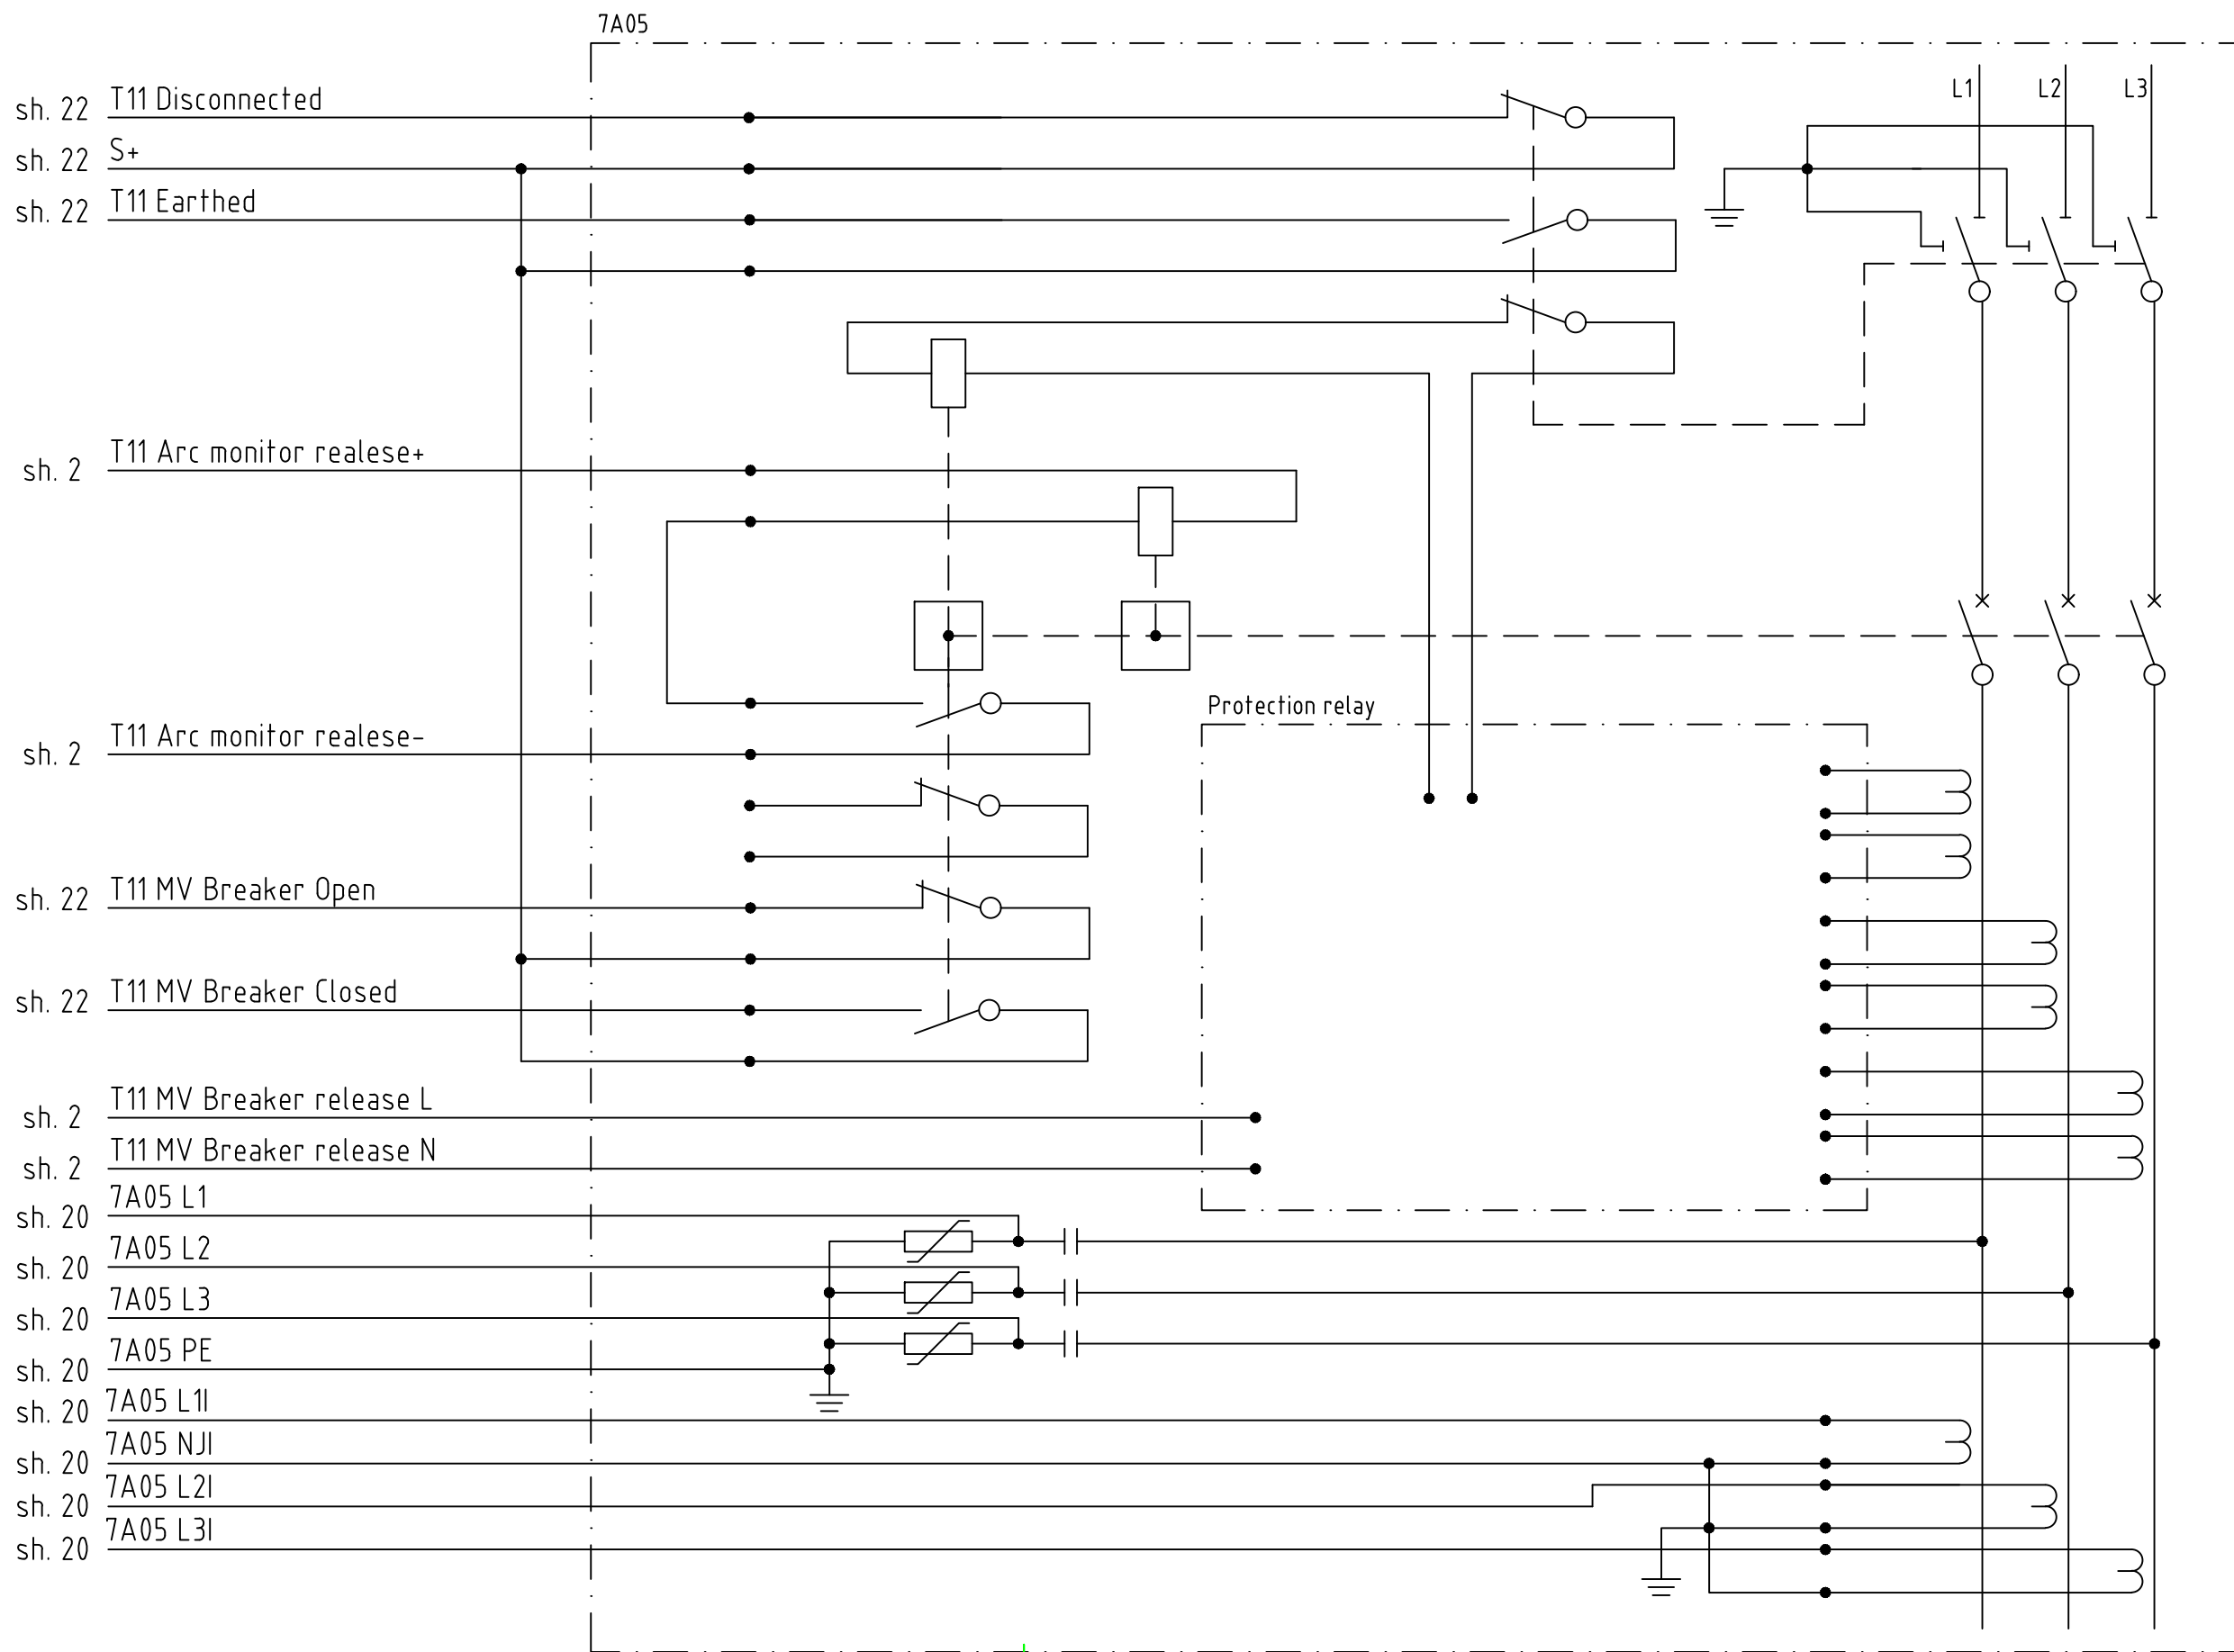 7A05
L1 L2 L3
sh. 22 T11 Disconnected
sh. 22 S+
sh. 22 T11 Earthed
sh. 2 T11 Arc monitor realese+
Protection relay
sh. 2 T11 Arc monitor realese-
sh. 22 T11 MV Breaker Open
sh. 22 T11 MV Breaker Closed
sh. 2 T11 MV Breaker release L
sh. 2 T11 MV Breaker release N
sh. 20 7A05 L1
sh. 20 7A05 L2
sh. 20 7A05 L3
sh. 20 7A05 PE
sh. 20 7A05 L1I
sh. 20 7A05 NJI
sh. 20 7A05 L2I
sh. 20 7A05 L3I